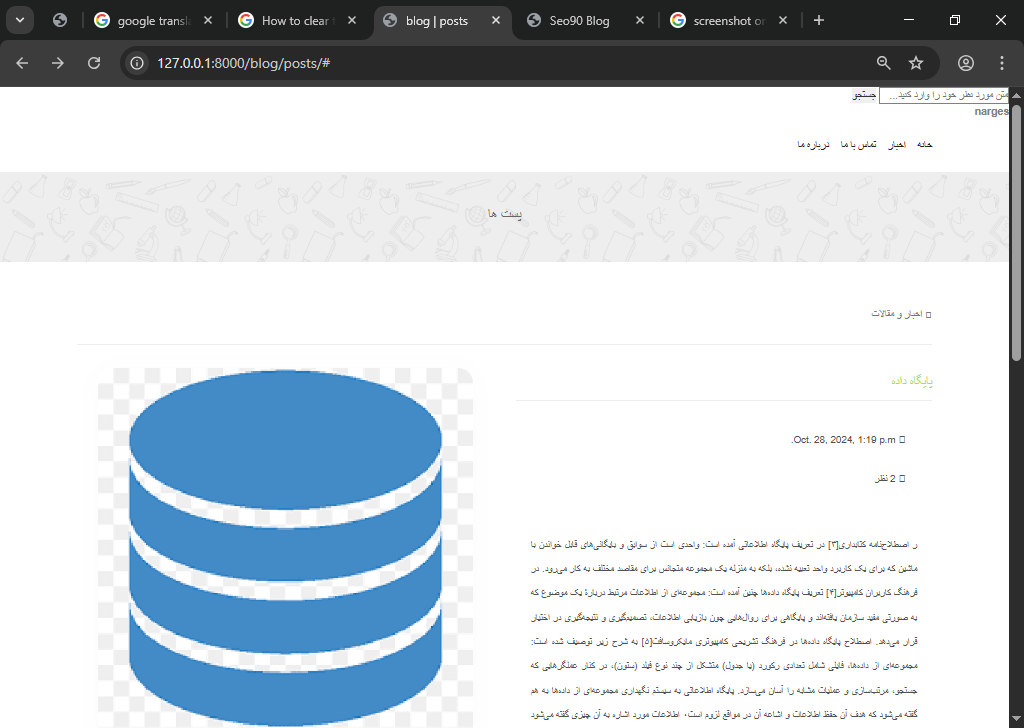 google transl
How to clear t
blog | posts
Seo90 Blog
screenshot on
127.0.0.1:8000/blog/posts/#
متن مورد نظر خود را وارد کنید...
جستجو
narges
خانه
اخبار
تماس با ما
درباره ما
پست ها
اخبار و مقالات
پایگاه داده
Oct. 28, 2024, 1:19 p.m.
2 نظر
ر اصطلاح‌نامه کتابداری[۳] در تعریف پایگاه اطلاعاتی آمده است: واحدی است از سوابق و بایگانی‌های قابل خواندن با
ماشین که برای یک کاربرد واحد تعبیه نشده، بلکه به منزله یک مجموعه متجانس برای مقاصد مختلف به کار می‌رود. در
فرهنگ کاربران کامپیوتر[۴] تعریف پایگاه داده‌ها چنین آمده است: مجموعه‌ای از اطلاعات مرتبط دربارهٔ یک موضوع که
به صورتی مفید سازمان یافته‌اند و پایگاهی برای روال‌هایی چون بازیابی اطلاعات، تصمیم‌گیری و نتیجه‌گیری در اختیار
قرار می‌دهد. اصطلاح پایگاه داده‌ها در فرهنگ تشریحی کامپیوتری مایکروسافت[۵] به شرح زیر توصیف شده است:
مجموعه‌ای از داده‌ها، فایلی شامل تعدادی رکورد (یا جدول) متشکل از چند نوع فیلد (ستون)، در کنار عملگرهایی که
جستجو، مرتب‌سازی و عملیات مشابه را آسان می‌سازد. پایگاه اطلاعاتی به سیستم نگهداری مجموعه‌ای از داده‌ها به هم
گفته می‌شود که هدف آن حفظ اطلاعات و اشاعه آن در مواقع لزوم است۰ اطلاعات مورد اشاره به آن چیزی گفته می‌شود